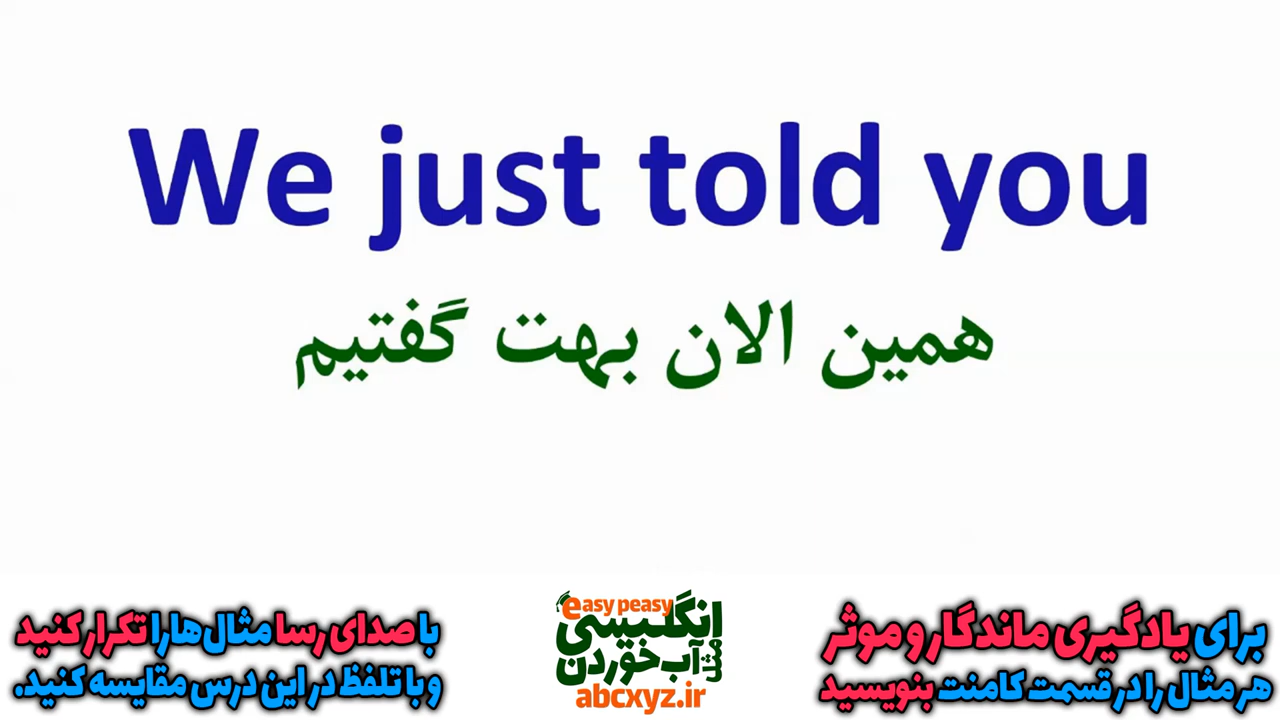 We just told you
همین الان بهت گفتیم
برای یادگیری ماندگار و موثر
هر مثال را در قسمت کامنت بنویسید
easy peasy
انگلیسی
مثل آب خوردن
abcxyz.ir
با صدای رسا مثال‌ها را تکرار کنید
و با تلفظ در این درس مقایسه کنید.